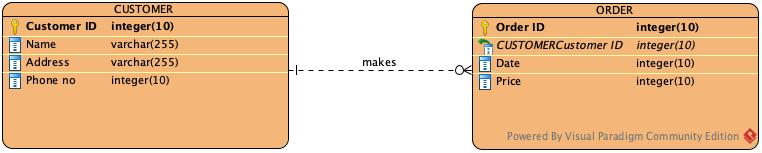 CUSTOMER
Customer ID integer(10)
Name varchar(255)
Address varchar(255)
Phone no integer(10)
makes
ORDER
Order ID integer(10)
CUSTOMERCustomer ID integer(10)
Date integer(10)
Price integer(10)
Powered By Visual Paradigm Community Edition